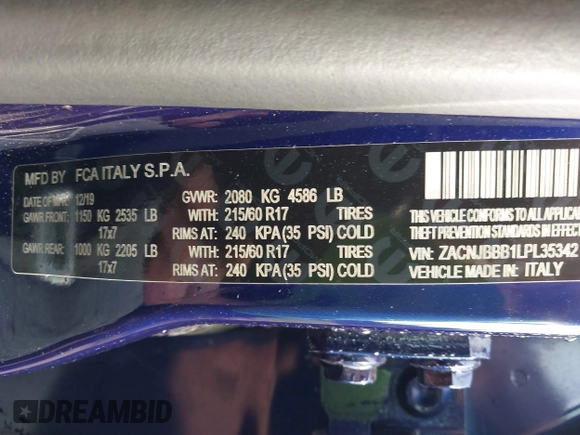 MFD BY FCA ITALY S.P.A.
DATE OF MFR: 12/19 GVWR: 2080 KG 4586 LB
GAWR FRONT: 1150 KG 2535 LB WITH: 215/60 R17 TIRES
17x7 RIMS AT: 240 KPA (35 PSI) COLD
GAWR REAR: 1000 KG 2205 LB WITH: 215/60 R17 TIRES
17x7 RIMS AT: 240 KPA (35 PSI) COLD
THIS VEHICLE CONFORMS TO ALL
THEFT PREVENTION STANDARDS IN EFFECT
VIN: ZACNJBBB1LPL35342
VEHICLE MADE IN: ITALY
DREAMBID